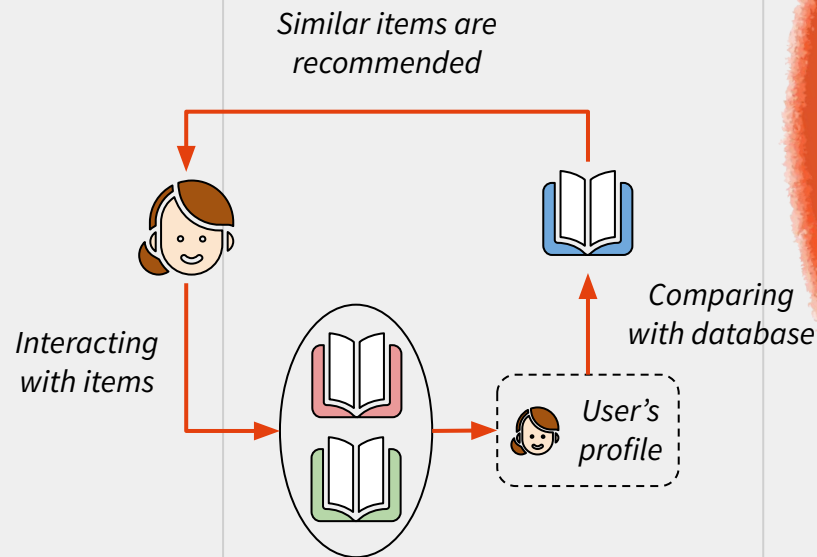 Similar items are
recommended
Interacting
with items
Comparing
with database
User’s
profile